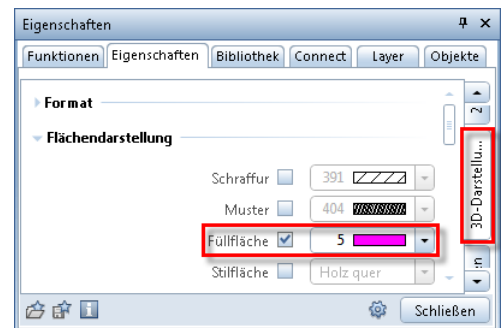 Eigenschaften
Funktionen Eigenschaften Bibliothek Connect Layer Objekte
Format
Flächendarstellung
Schraffur 391
Muster 404
Füllfläche 5
Stilfläche Holz quer
2
3D-Darstellu...
Schließen